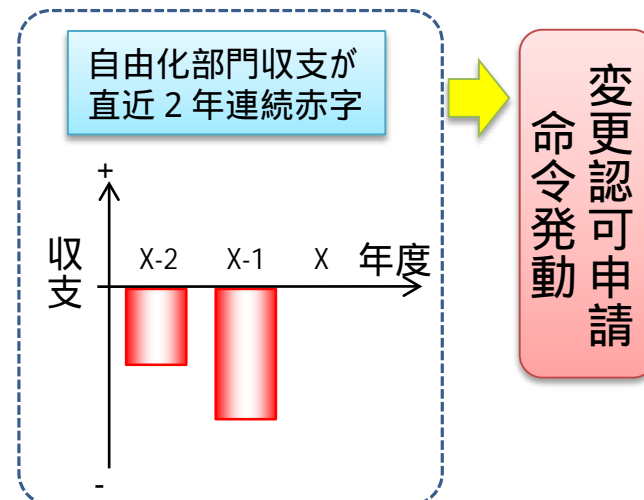 自由化部門収支が
直近２年連続赤字
変更認可申請
命令発動
+
収支
X-2 X-1 X 年度
-